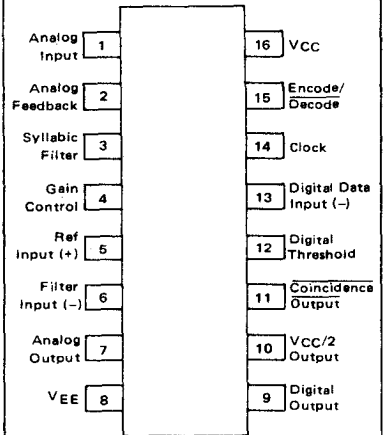 Analog
Input
1
Analog
Feedback
2
Syllabic
Filter
3
Gain
Control
4
Ref
Input (+)
5
Filter
Input (–)
6
Analog
Output
7
VEE
8
16
VCC
15
Encode/
Decode
14
Clock
13
Digital Data
Input (–)
12
Digital
Threshold
11
Coincidence
Output
10
VCC/2
Output
9
Digital
Output